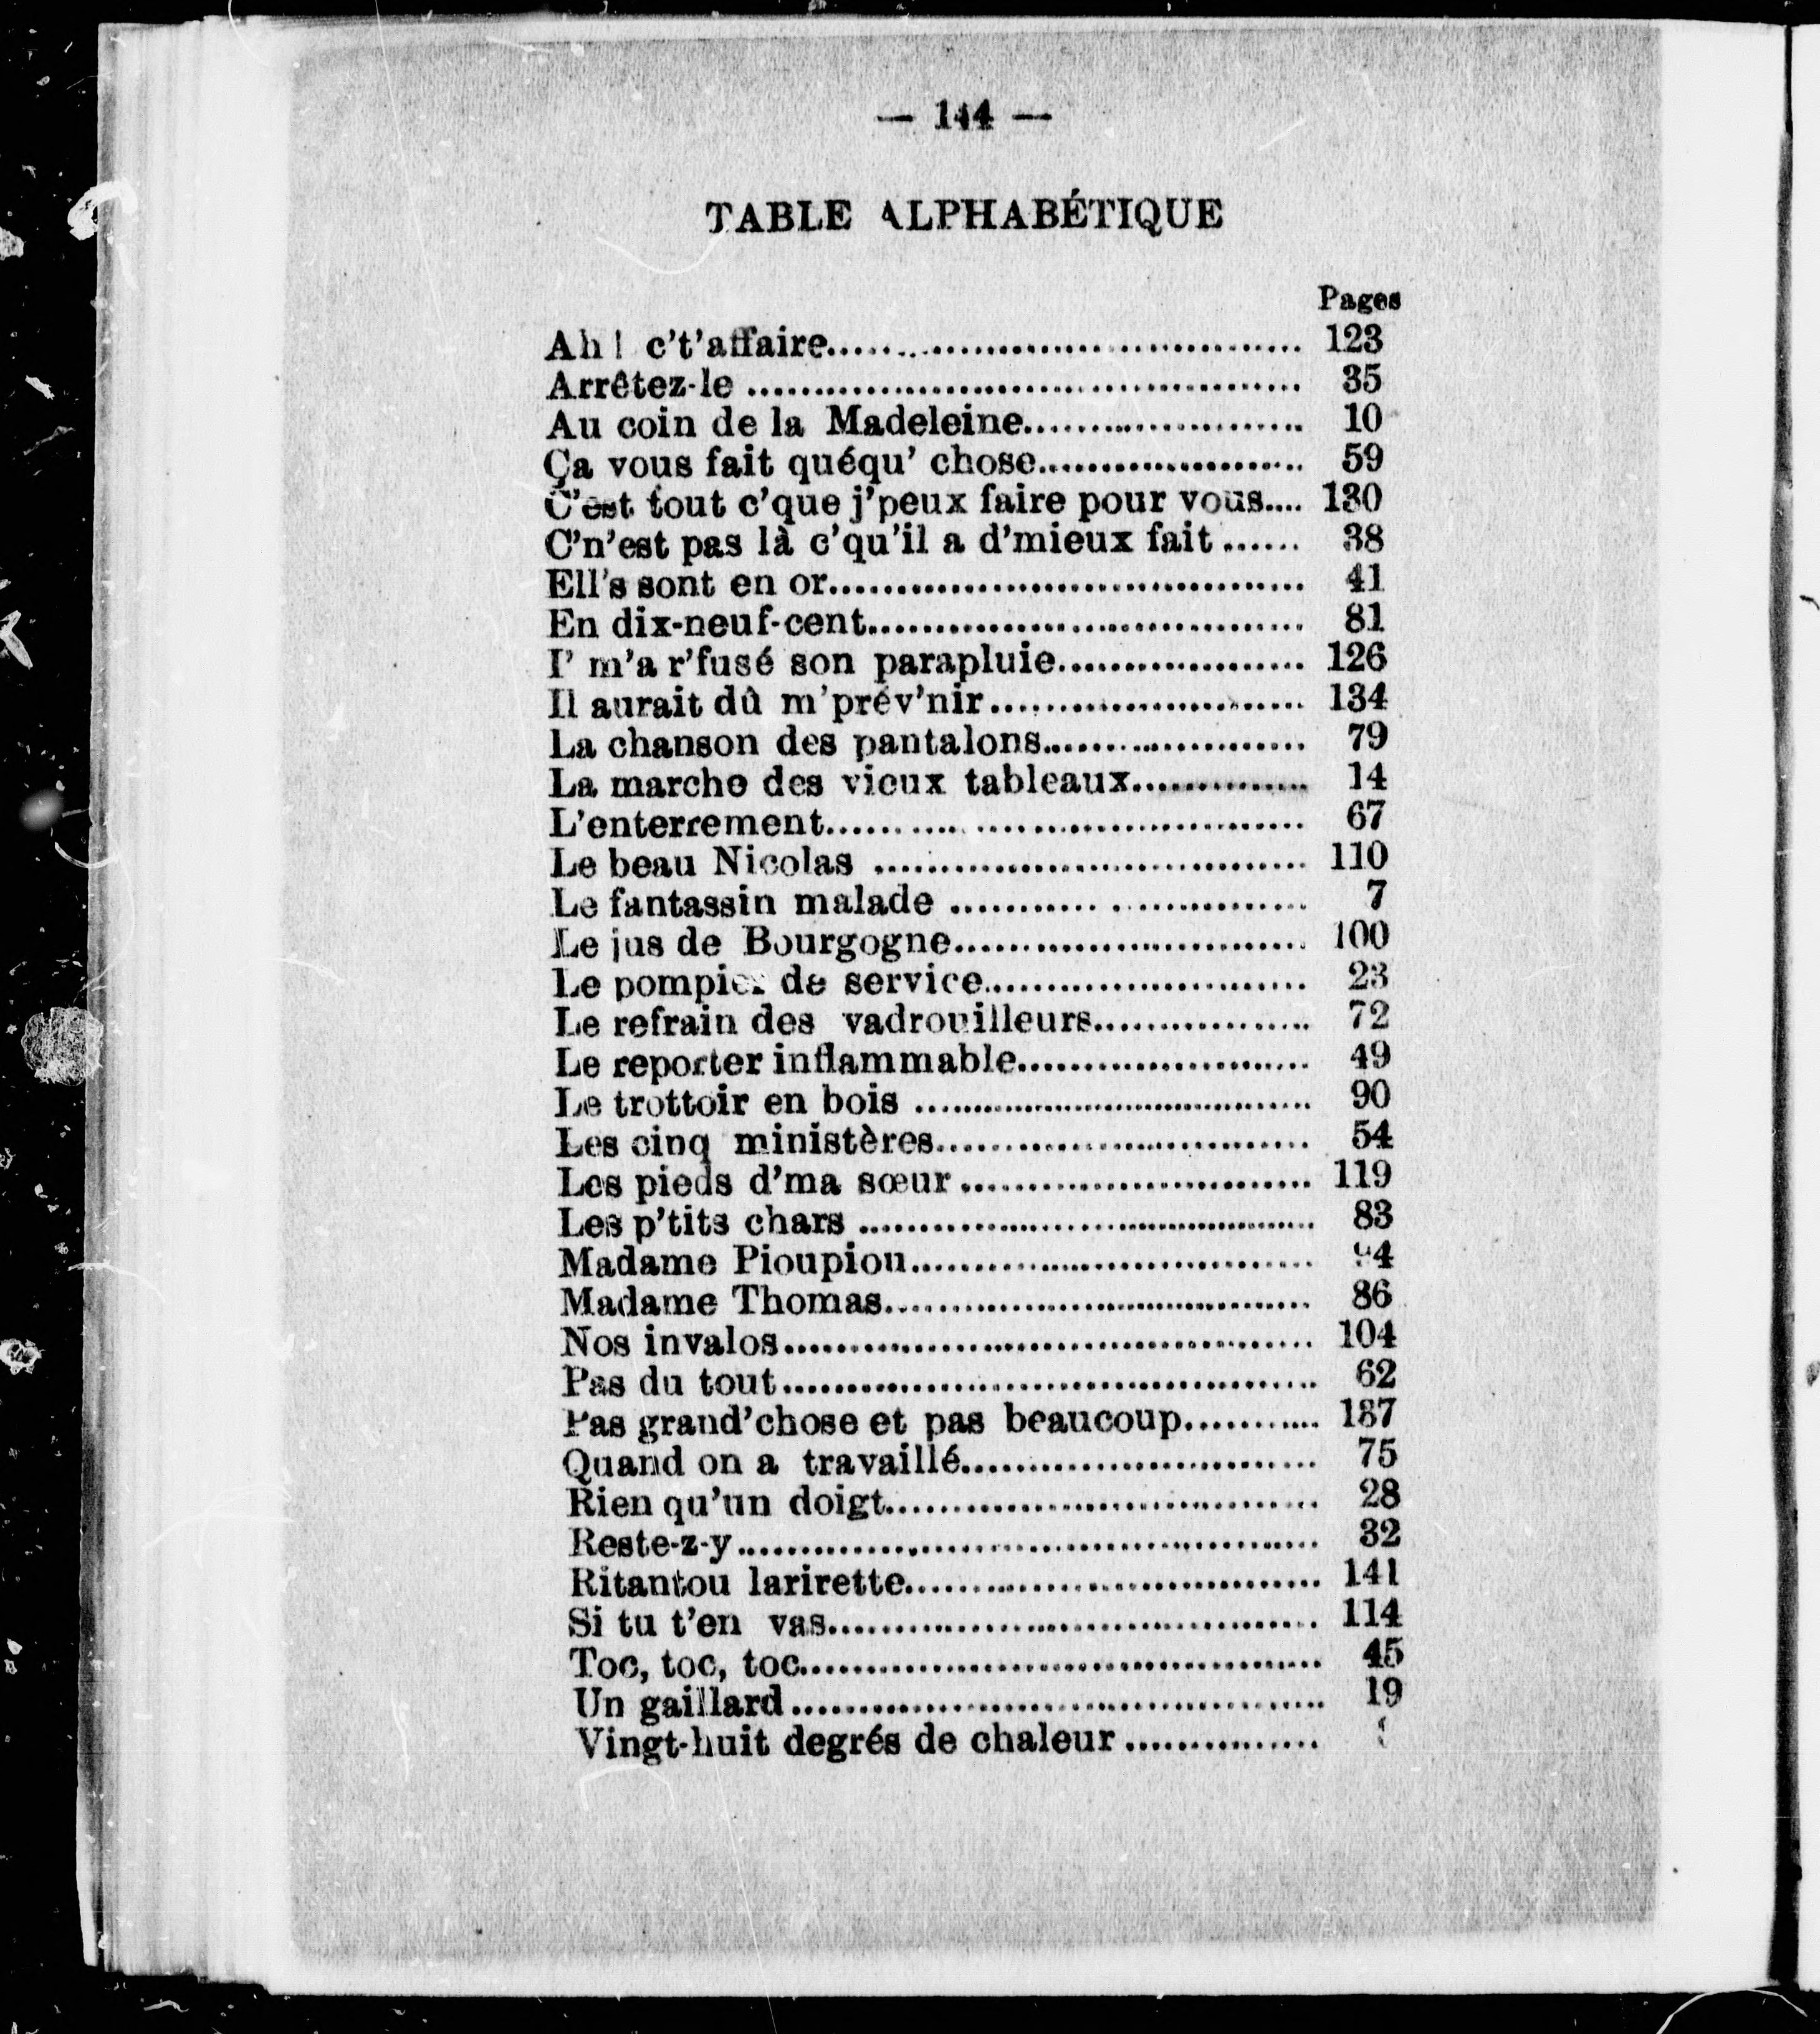 — 144 —
TABLE ALPHABÉTIQUE
Pages
Ah! c't'affaire........................................ 123
Arrêtez-le ........................................ 35
Au coin de la Madeleine..................... 10
Ça vous fait quéqu' chose.................... 59
C'est tout c'que j'peux faire pour vous.... 130
C'n'est pas là c'qu'il a d'mieux fait ...... 38
Ell's sont en or.................................... 41
En dix-neuf-cent................................. 81
I' m'a r'fusé son parapluie................... 126
Il aurait dû m'prév'nir........................ 134
La chanson des pantalons.................... 79
La marche des vieux tableaux.............. 14
L'enterrement.................................... 67
Le beau Nicolas ................................. 110
Le fantassin malade ........................... 7
Le jus de Bourgogne........................... 100
Le pompier de service......................... 23
Le refrain des vadrouilleurs................. 72
Le reporter inflammable...................... 49
Le trottoir en bois .............................. 90
Les cinq ministères............................ 54
Les pieds d'ma sœur ........................... 119
Les p'tits chars .................................. 83
Madame Pioupiou............................... 94
Madame Thomas................................ 86
Nos invalos........................................ 104
Pas du tout........................................ 62
Pas grand'chose et pas beaucoup........... 137
Quand on a travaillé........................... 75
Rien qu'un doigt................................. 28
Reste-z-y............................................ 32
Ritantou larirette................................ 141
Si tu t'en vas..................................... 114
Toc, toc, toc....................................... 45
Un gaillard........................................ 19
Vingt-huit degrés de chaleur ...............